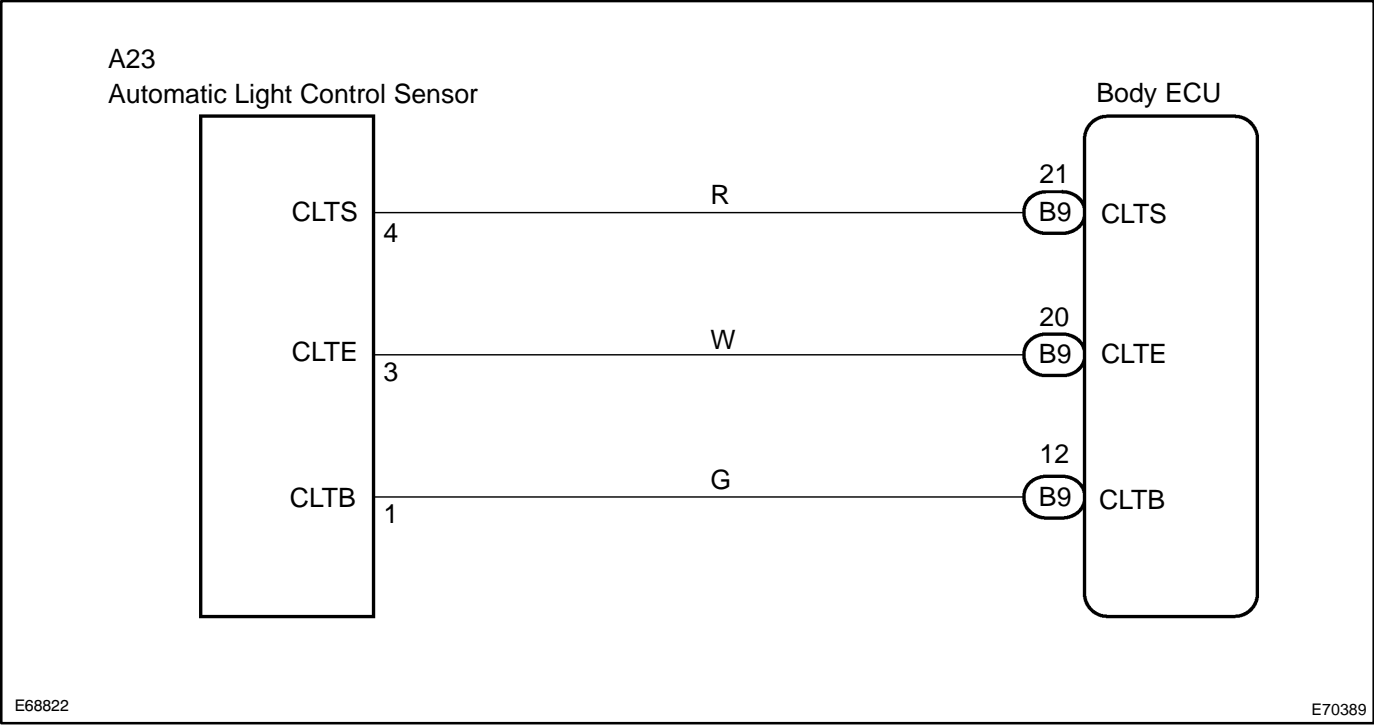 A23
Automatic Light Control Sensor
Body ECU
CLTS
4
R
21
B9
CLTS
CLTE
3
W
20
B9
CLTE
CLTB
1
G
12
B9
CLTB
E68822
E70389